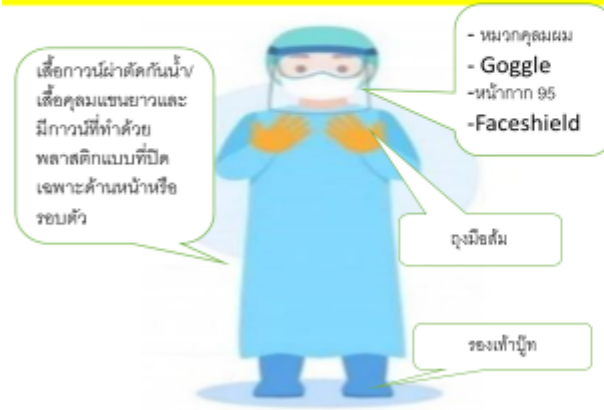 เสื้อกาวน์ผ่าตัดกันน้ำ/
เสื้อคลุมแขนยาวและ
มีกาวน์ที่ทำด้วย
พลาสติกแบบที่ปิด
เฉพาะด้านหน้าหรือ
รอบตัว
- หมวกคลุมผม
- Goggle
-หน้ากาก 95
-Faceshield
ถุงมือส้ม
รองเท้าบู๊ท